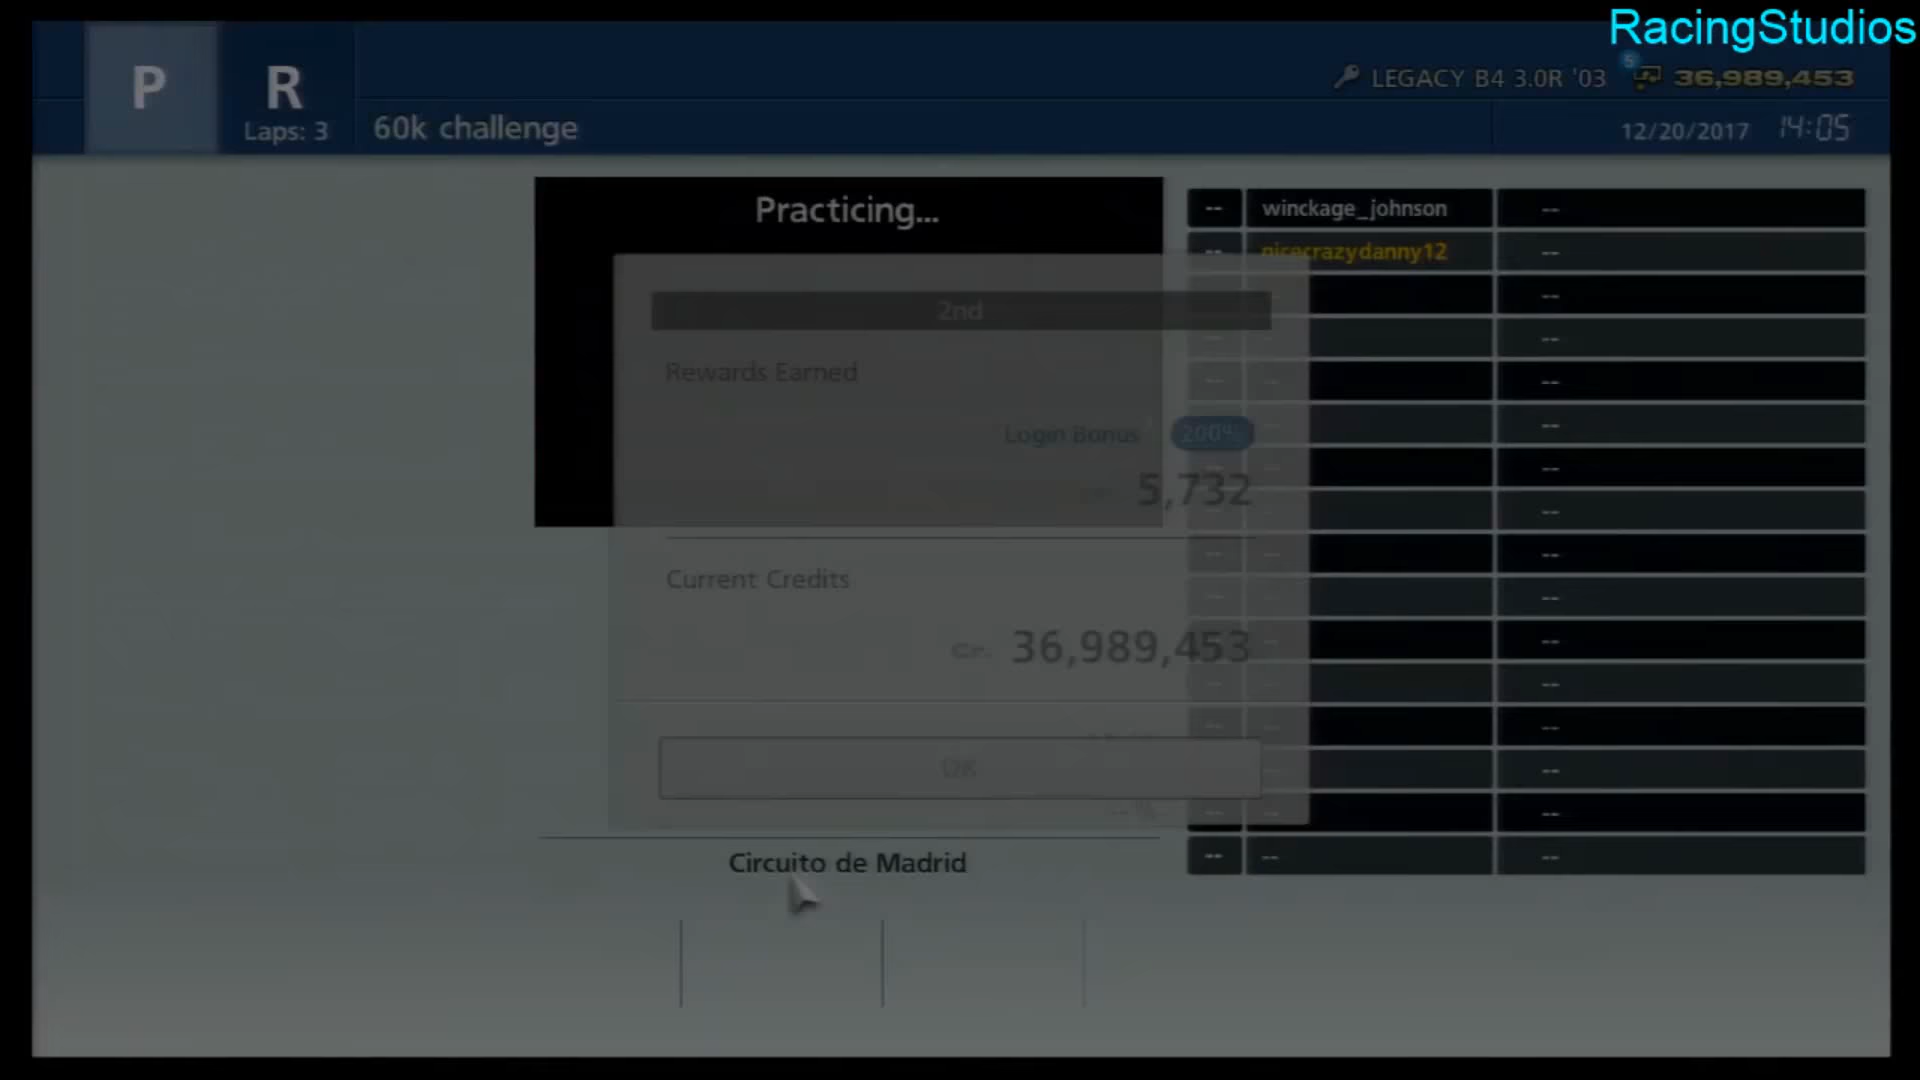 RacingStudios
P
R
Laps: 3
60k challenge
LEGACY B4 3.0R '03
5
36,989,453
12/20/2017 14:05
Practicing...
-- winckage_johnson --
-- nicecrazydanny12 --
2nd
Rewards Earned
Login Bonus 200%
5,732
Current Credits
Cr. 36,989,453
OK
Circuito de Madrid
-- -- --